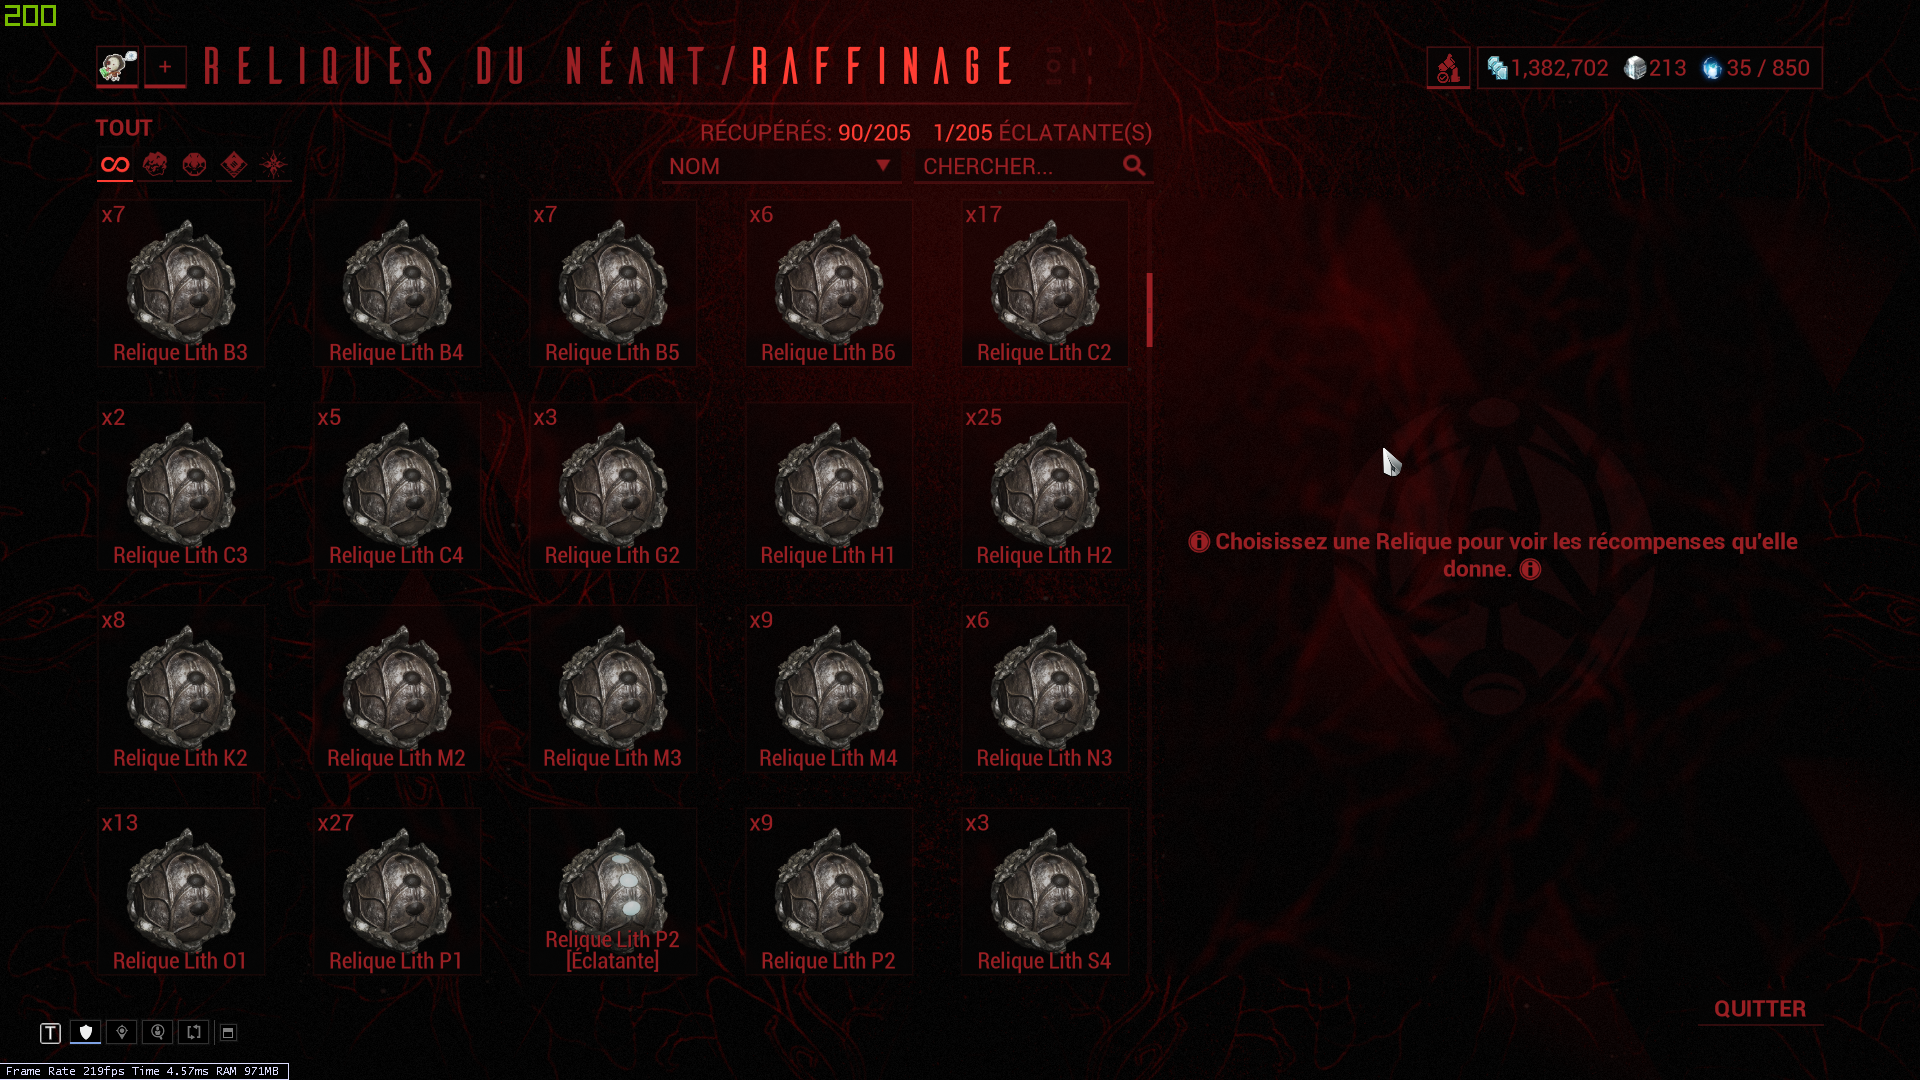 200
+ RELIQUES DU NÉANT/RAFFINAGE
1,382,702 213 35 / 850
TOUT
RÉCUPÉRÉS: 90/205 1/205 ÉCLATANTE(S)
NOM
CHERCHER...
x7 x7 x6 x17
Relique Lith B3 Relique Lith B4 Relique Lith B5 Relique Lith B6 Relique Lith C2
x2 x5 x3 x25
Relique Lith C3 Relique Lith C4 Relique Lith G2 Relique Lith H1 Relique Lith H2
Choisissez une Relique pour voir les récompenses qu'elle
donne.
x8 x9 x6
Relique Lith K2 Relique Lith M2 Relique Lith M3 Relique Lith M4 Relique Lith N3
x13 x27 x9 x3
Relique Lith O1 Relique Lith P1 Relique Lith P2
[Éclatante] Relique Lith P2 Relique Lith S4
QUITTER
T
Frame Rate 219fps Time 4.57ms RAM 971MB